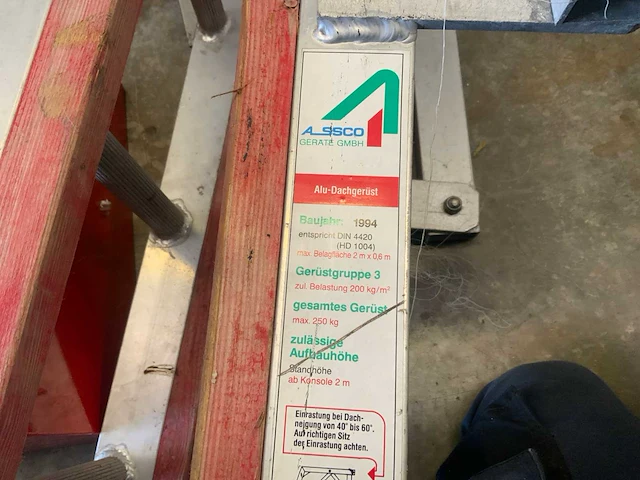 A_SSCO
GERÄTE GMBH
Alu-Dachgerüst
Baujahr: 1994
entspricht DIN 4420
(HD 1004)
max. Belagfläche 2 m x 0,6 m
Gerüstgruppe 3
zul. Belastung 200 kg/m²
gesamtes Gerüst
max. 250 kg
zulässige
Aufbauhöhe
Standhöhe
ab Konsole 2 m
Einrastung bei Dach-
neigung von 40° bis 60°.
Auf richtigen Sitz
der Einrastung achten.